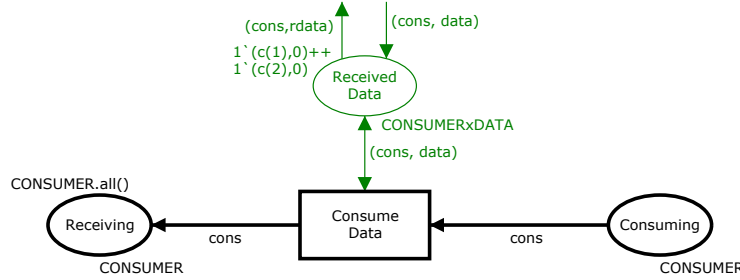 (cons,rdata)
(cons, data)
1`(c(1),0)++
1`(c(2),0)
Received
Data
CONSUMERxDATA
(cons, data)
CONSUMER.all()
Receiving
cons
Consume
Data
cons
Consuming
CONSUMER
CONSUMER